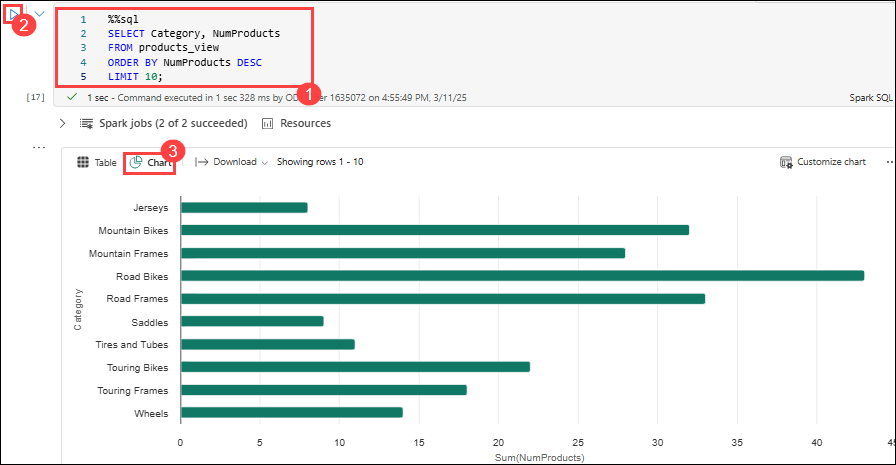 2
1 %%sql
2 SELECT Category, NumProducts
3 FROM products_view
4 ORDER BY NumProducts DESC
5 LIMIT 10;
1
[17]
1 sec - Command executed in 1 sec 328 ms by OD
er 1635072 on 4:55:49 PM, 3/11/25
Spark SQL
Spark jobs (2 of 2 succeeded)
Resources
3
Table
Chart
Download
Showing rows 1 - 10
Customize chart
Category
Jerseys
Mountain Bikes
Mountain Frames
Road Bikes
Road Frames
Saddles
Tires and Tubes
Touring Bikes
Touring Frames
Wheels
0 5 10 15 20 25 30 35 40 45
Sum(NumProducts)